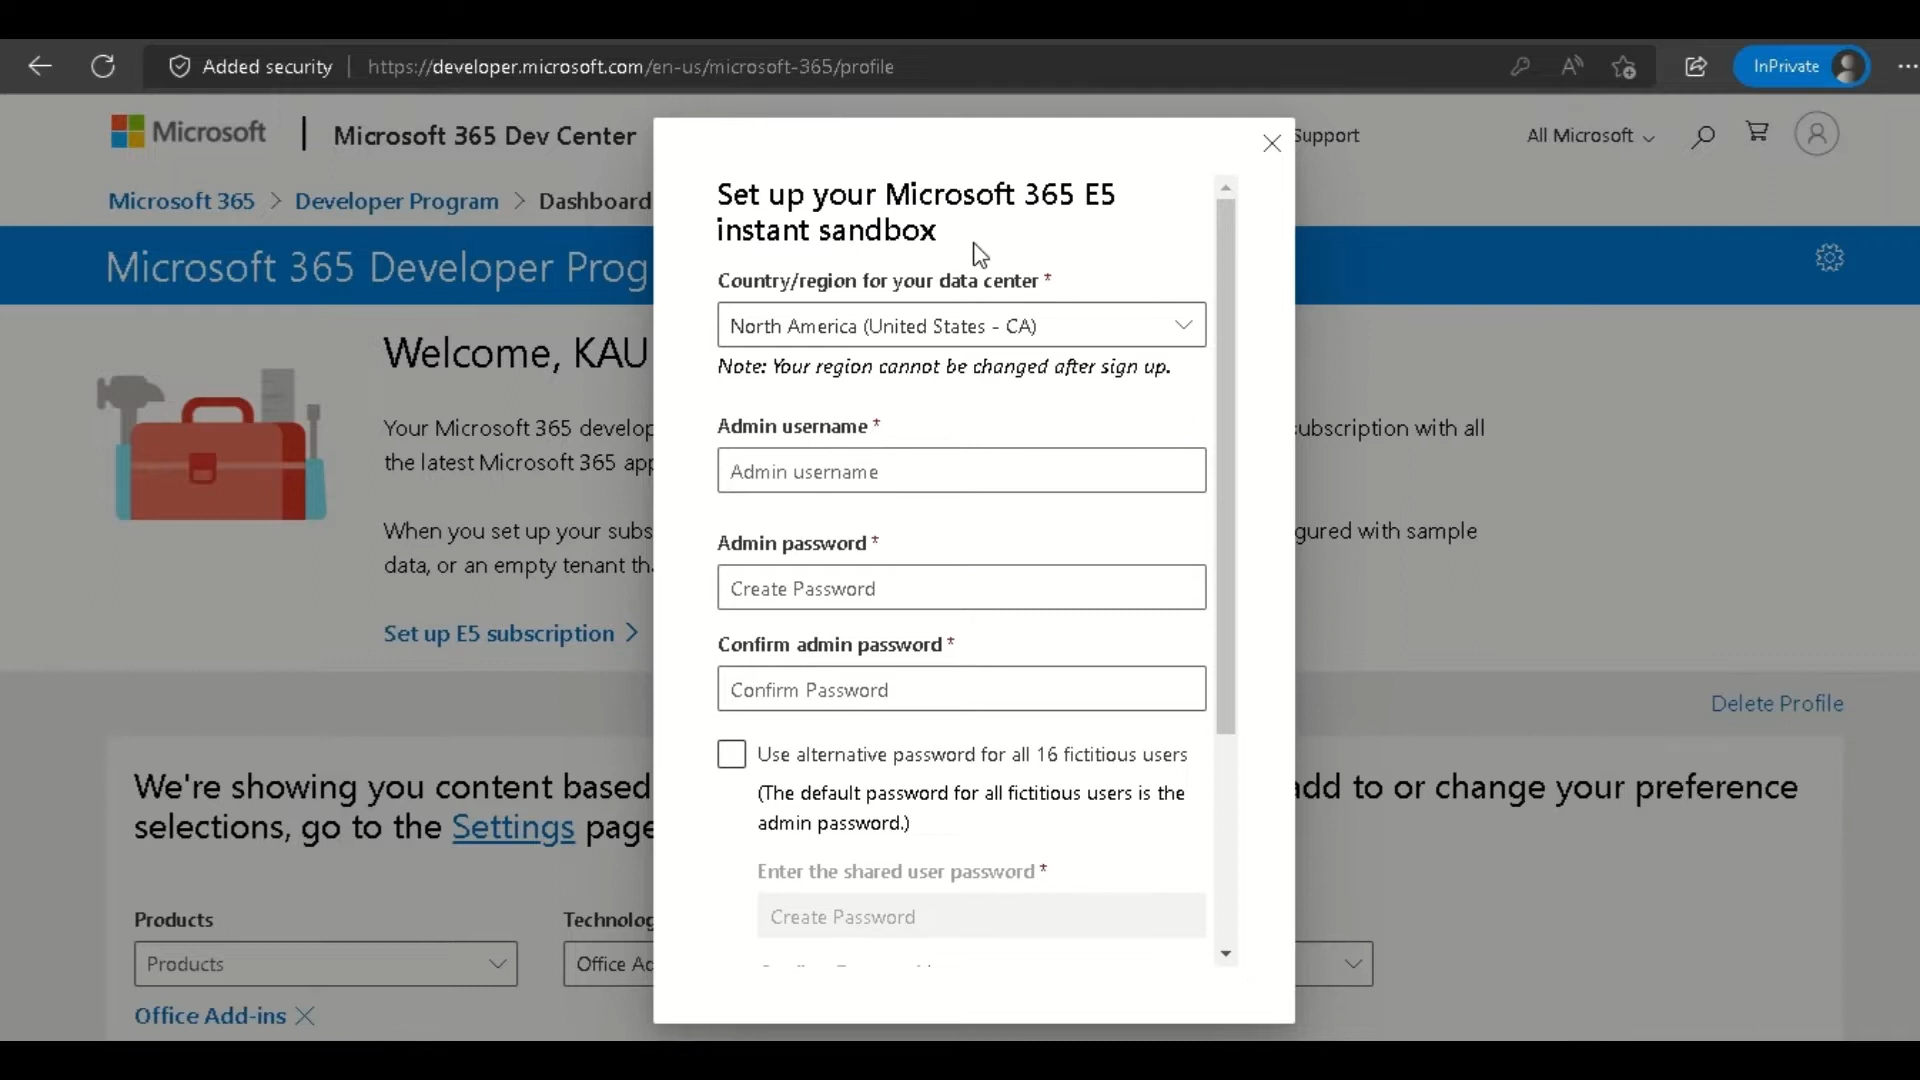 Added security | https://developer.microsoft.com/en-us/microsoft-365/profile
InPrivate
Microsoft | Microsoft 365 Dev Center
Support
All Microsoft
Microsoft 365 > Developer Program > Dashboard
Microsoft 365 Developer Prog
Welcome, KAU
Your Microsoft 365 develop
ubscription with all
the latest Microsoft 365 app
When you set up your subs
gured with sample
data, or an empty tenant tha
Set up E5 subscription >
Delete Profile
We're showing you content based
add to or change your preference
selections, go to the Settings page
Products
Technolog
Products
Office Ad
Office Add-ins
Set up your Microsoft 365 E5
instant sandbox
Country/region for your data center *
North America (United States - CA)
Note: Your region cannot be changed after sign up.
Admin username *
Admin username
Admin password *
Create Password
Confirm admin password *
Confirm Password
Use alternative password for all 16 fictitious users
(The default password for all fictitious users is the
admin password.)
Enter the shared user password *
Create Password